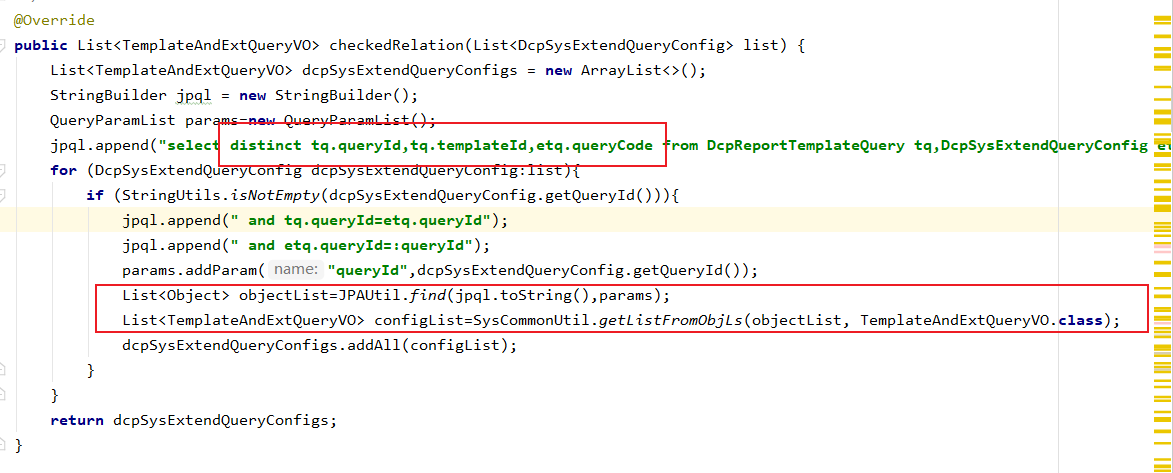 @Override
public List<TemplateAndExtQueryVO> checkedRelation(List<DcpSysExtendQueryConfig> list) {
List<TemplateAndExtQueryVO> dcpSysExtendQueryConfigs = new ArrayList<>();
StringBuilder jpql = new StringBuilder();
QueryParamList params=new QueryParamList();
jpql.append("select distinct tq.queryId,tq.templateId,etq.queryCode from DcpReportTemplateQuery tq,DcpSysExtendQueryConfig et
for (DcpSysExtendQueryConfig dcpSysExtendQueryConfig:list){
if (StringUtils.isNotEmpty(dcpSysExtendQueryConfig.getQueryId())){
jpql.append(" and tq.queryId=etq.queryId");
jpql.append(" and etq.queryId=:queryId");
params.addParam( name: "queryId",dcpSysExtendQueryConfig.getQueryId());
List<Object> objectList=JPAUtil.find(jpql.toString(),params);
List<TemplateAndExtQueryVO> configList=SysCommonUtil.getListFromObjLs(objectList, TemplateAndExtQueryVO.class);
dcpSysExtendQueryConfigs.addAll(configList);
}
}
return dcpSysExtendQueryConfigs;
}